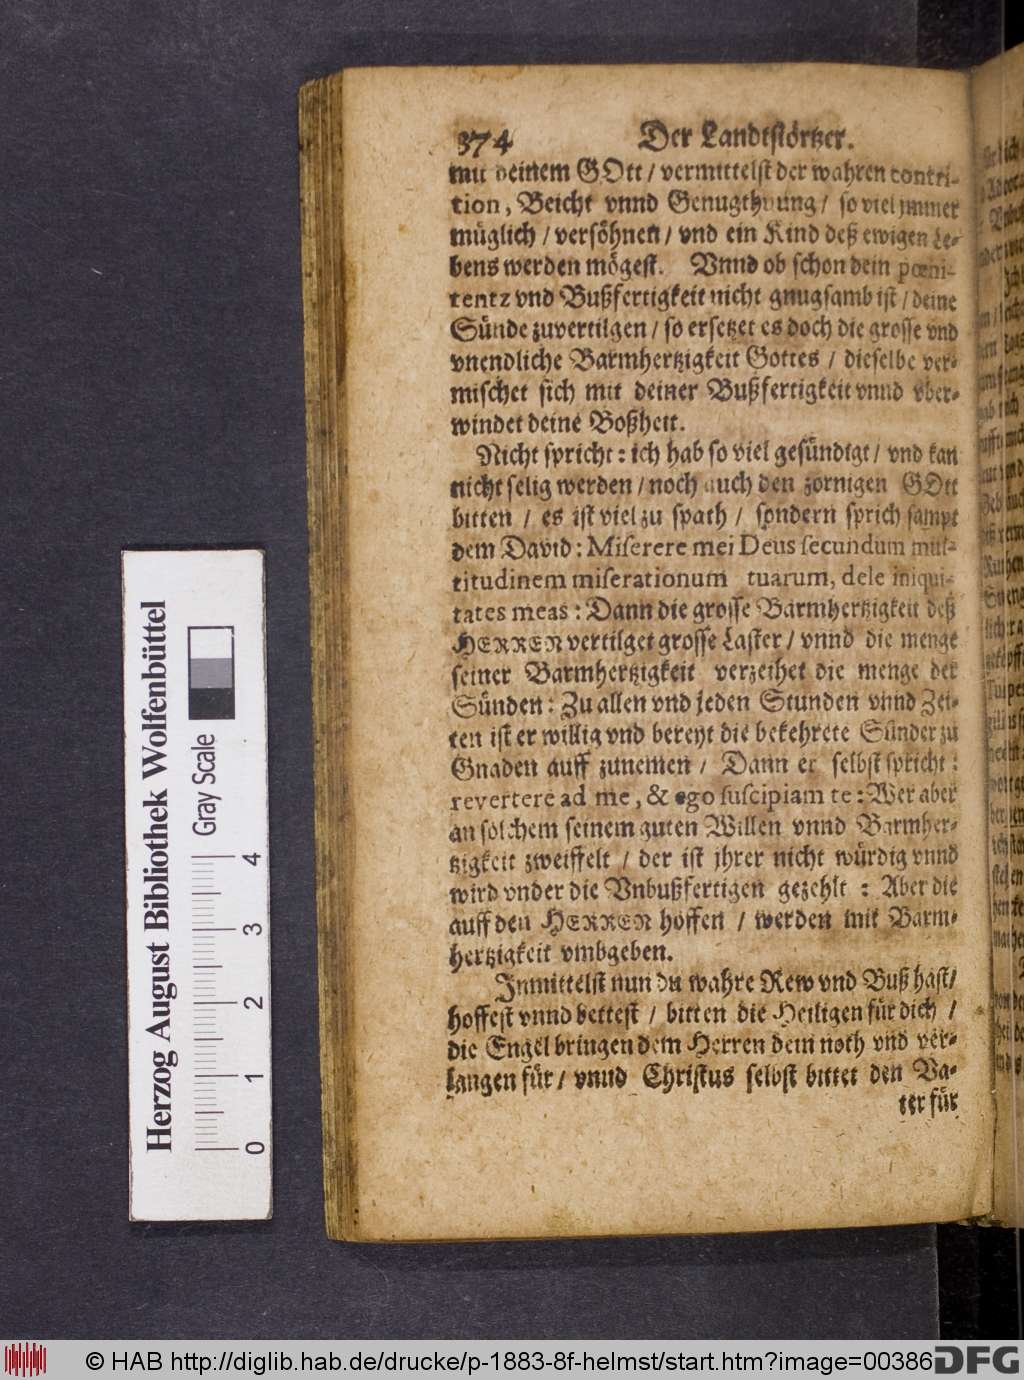 374 Der Landtstörtzer.
mit deinem GOtt / vermittelst der wahren contri-
tion, Beicht vnnd Genugthuung / so viel jmmer
müglich / versöhnen / vnd ein Kind deß ewigen Le-
bens werden mögest. Vnnd ob schon dein pœni-
tentz vnd Bußfertigkeit nicht gnugsamb ist / deine
Sünde zuvertilgen / so ersetzet es doch die grosse vnd
vnendliche Barmhertzigkeit Gottes / dieselbe ver-
mischet sich mit deiner Bußfertigkeit vnnd vber-
windet deine Boßheit.
Nicht spricht: ich hab so viel gesündigt / vnd kan
nicht selig werden / noch auch den zornigen GOtt
bitten / es ist viel zu spath / sondern sprich sampt
dem David: Miserere mei Deus secundum mul-
titudinem miserationum tuarum, dele iniqui-
tates meas: Dann die grosse Barmhertzigkeit deß
HERREN vertilget grosse Laster / vnnd die menge
seiner Barmhertzigkeit verzeihet die menge der
Sünden: Zu allen vnd jeden Stunden vnnd Zei-
ten ist er willig vnd bereyt die bekehrete Sünder zu
Gnaden auff zunemen / Dann er selbst spricht:
revertere ad me, & ego suscipiam te: Wer aber
an solchem seinem guten Willen vnnd Barmher-
tzigkeit zweiffelt / der ist jhrer nicht würdig vnnd
wird vnder die Vnbußfertigen gezehlt: Aber die
auff den HERREN hoffen / werden mit Barm-
hertzigkeit vmbgeben.
Inmittelst nun du wahre Rew vnd Buß hast /
hoffest vnnd bettest / bitten die Heiligen für dich /
die Engel bringen dem Herren dein noth vnd ver-
langen für / vnnd Christus selbst bittet den Va-
ter für
Herzog August Bibliothek Wolfenbüttel
Gray Scale
0 1 2 3 4
© HAB http://diglib.hab.de/drucke/p-1883-8f-helmst/start.htm?image=00386
DFG